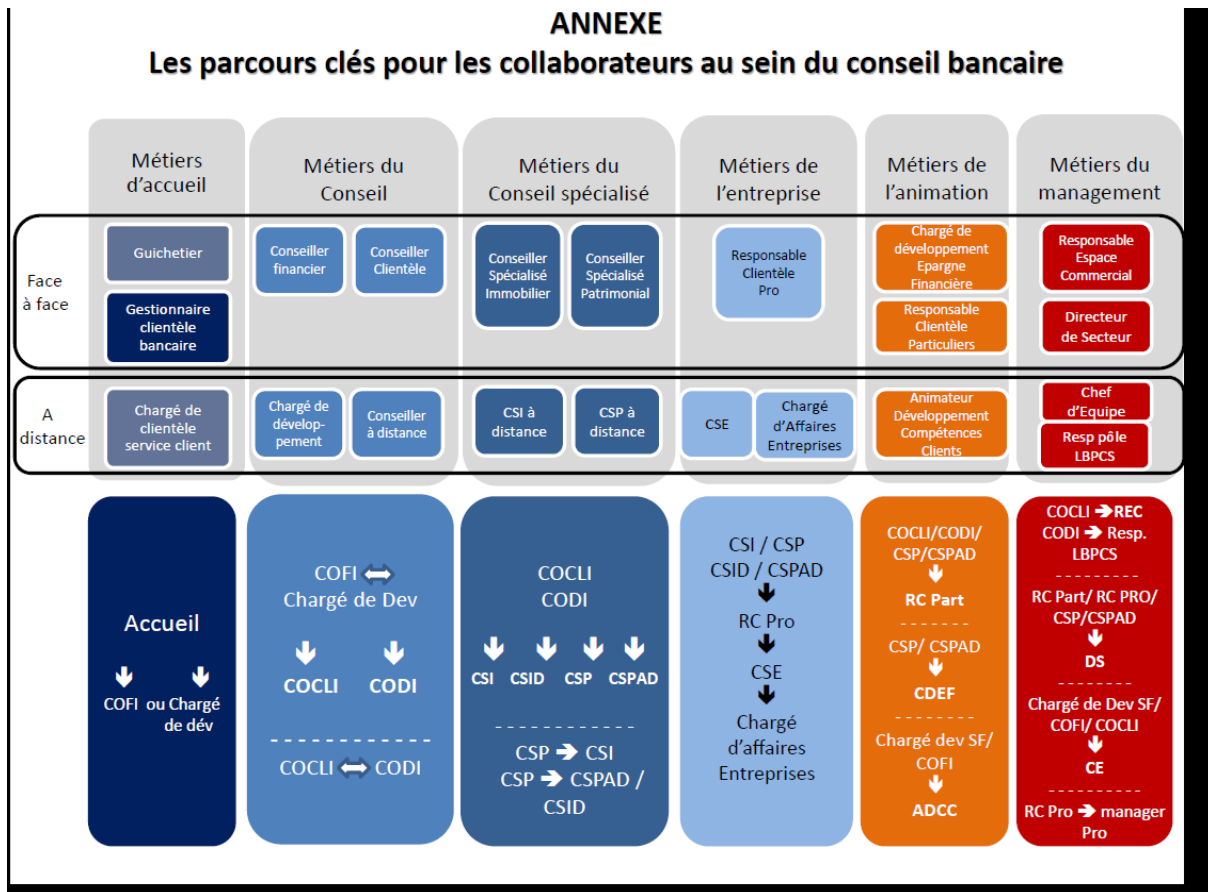 ANNEXE
Les parcours clés pour les collaborateurs au sein du conseil bancaire
Métiers
d'accueil
Métiers du
Conseil
Métiers du
Conseil spécialisé
Métiers de
l'entreprise
Métiers de
l'animation
Métiers du
management
Face
à face
Guichetier
Gestionnaire
clientèle
bancaire
Conseiller
financier
Conseiller
Clientèle
Conseiller
Spécialisé
Immobilier
Conseiller
Spécialisé
Patrimonial
Responsable
Clientèle
Pro
Chargé de
développement
Epargne
Financière
Responsable
Clientèle
Particuliers
Responsable
Espace
Commercial
Directeur
de Secteur
A
distance
Chargé de
clientèle
service client
Chargé de
dévelop-
pement
Conseiller
à distance
CSI à
distance
CSP à
distance
CSE
Chargé
d'Affaires
Entreprises
Animateur
Développement
Compétences
Clients
Chef
d'Equipe
Resp pôle
LBPCS
Accueil
COFI ou Chargé
de dév
COFI ⇔
Chargé de Dev
COCLI CODI
COCLI ⇔ CODI
COCLI
CODI
CSI CSID CSP CSPAD
CSP ➔ CSI
CSP ➔ CSPAD /
CSID
CSI / CSP
CSID / CSPAD
RC Pro
CSE
Chargé
d'affaires
Entreprises
COCLI/CODI/
CSP/CSPAD
RC Part
CSP/ CSPAD
CDEF
Chargé dev SF/
COFI
ADCC
COCLI ➔REC
CODI ➔ Resp.
LBPCS
RC Part/ RC PRO/
CSP/CSPAD
DS
Chargé de Dev SF/
COFI/ COCLI
CE
RC Pro ➔ manager
Pro